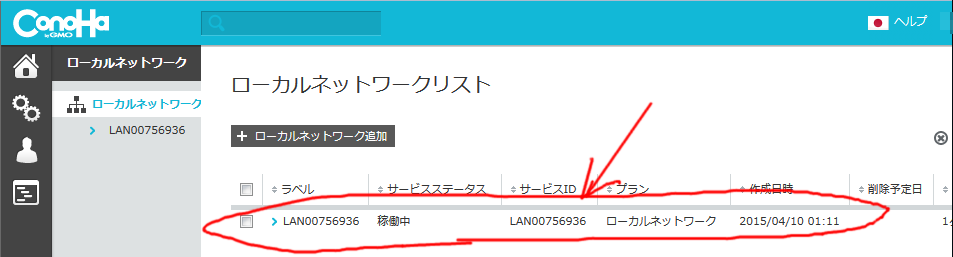 ConoHa
by GMO
ヘルプ
ローカルネットワーク
ローカルネットワーク
LAN00756936
ローカルネットワークリスト
+ ローカルネットワーク追加
ラベル サービスステータス サービスID プラン 作成日時 削除予定日
LAN00756936 稼働中 LAN00756936 ローカルネットワーク 2015/04/10 01:11